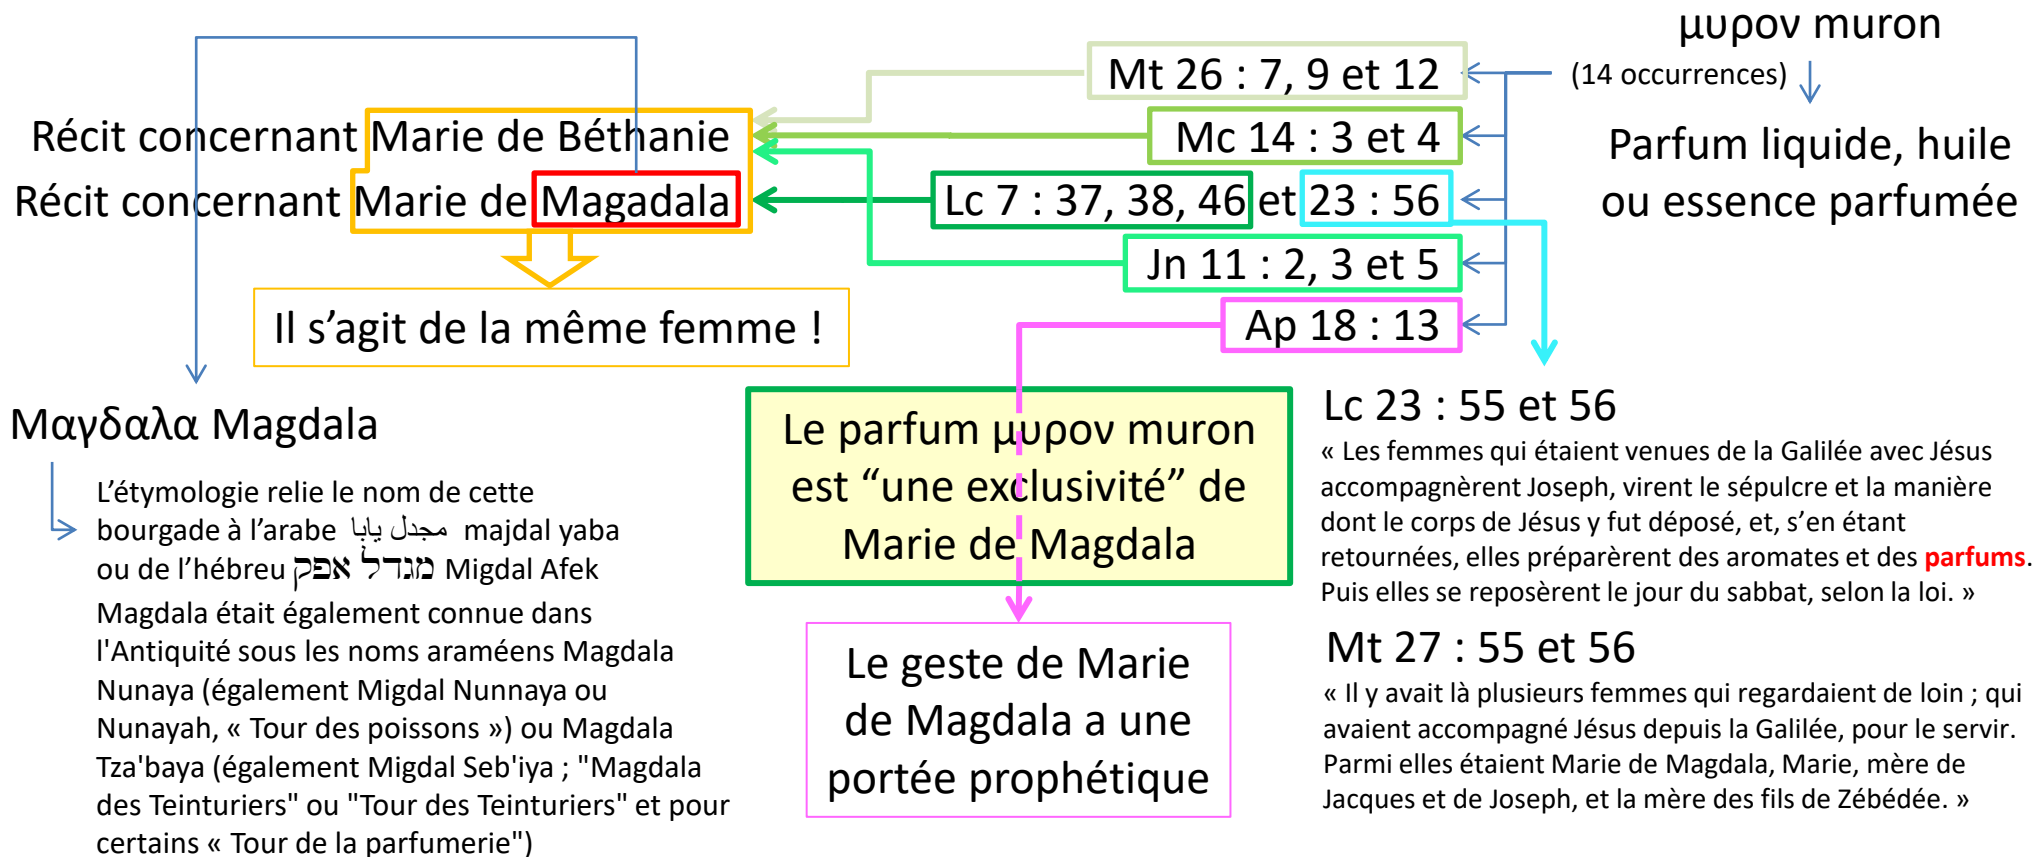 μυρον muron
(14 occurrences)
Parfum liquide, huile
ou essence parfumée
Mt 26 : 7, 9 et 12
Mc 14 : 3 et 4
Lc 7 : 37, 38, 46 et 23 : 56
Jn 11 : 2, 3 et 5
Ap 18 : 13
Récit concernant Marie de Béthanie
Récit concernant Marie de Magadala
Il s’agit de la même femme !
Μαγδαλα Magdala
L’étymologie relie le nom de cette
bourgade à l’arabe مجدل يابا majdal yaba
ou de l’hébreu מגדל אפק Migdal Afek
Magdala était également connue dans
l'Antiquité sous les noms araméens Magdala
Nunaya (également Migdal Nunnaya ou
Nunayah, « Tour des poissons ») ou Magdala
Tza'baya (également Migdal Seb'iya ; "Magdala
des Teinturiers" ou "Tour des Teinturiers" et pour
certains « Tour de la parfumerie")
Le parfum μυρον muron
est “une exclusivité” de
Marie de Magdala
Le geste de Marie
de Magdala a une
portée prophétique
Lc 23 : 55 et 56
« Les femmes qui étaient venues de la Galilée avec Jésus
accompagnèrent Joseph, virent le sépulcre et la manière
dont le corps de Jésus y fut déposé, et, s’en étant
retournées, elles préparèrent des aromates et des parfums.
Puis elles se reposèrent le jour du sabbat, selon la loi. »
Mt 27 : 55 et 56
« Il y avait là plusieurs femmes qui regardaient de loin ; qui
avaient accompagné Jésus depuis la Galilée, pour le servir.
Parmi elles étaient Marie de Magdala, Marie, mère de
Jacques et de Joseph, et la mère des fils de Zébédée. »